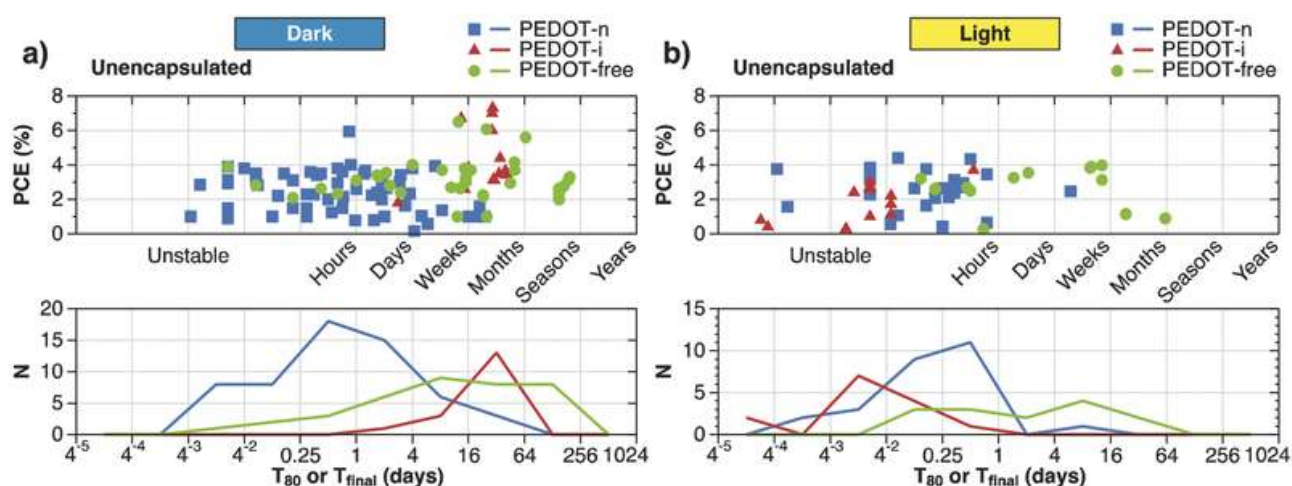 a)
Dark
Unencapsulated
PEDOT-n
PEDOT-i
PEDOT-free
PCE (%)
8
6
4
2
0
Unstable
Hours
Days
Weeks
Months
Seasons
Years
N
20
15
10
5
0
4-5
4-4
4-3
4-2
0.25
1
4
16
64
256
1024
T80 or Tfinal (days)
b)
Light
Unencapsulated
PEDOT-n
PEDOT-i
PEDOT-free
PCE (%)
8
6
4
2
0
Unstable
Hours
Days
Weeks
Months
Seasons
Years
N
15
10
5
0
4-5
4-4
4-3
4-2
0.25
1
4
16
64
256
1024
T80 or Tfinal (days)